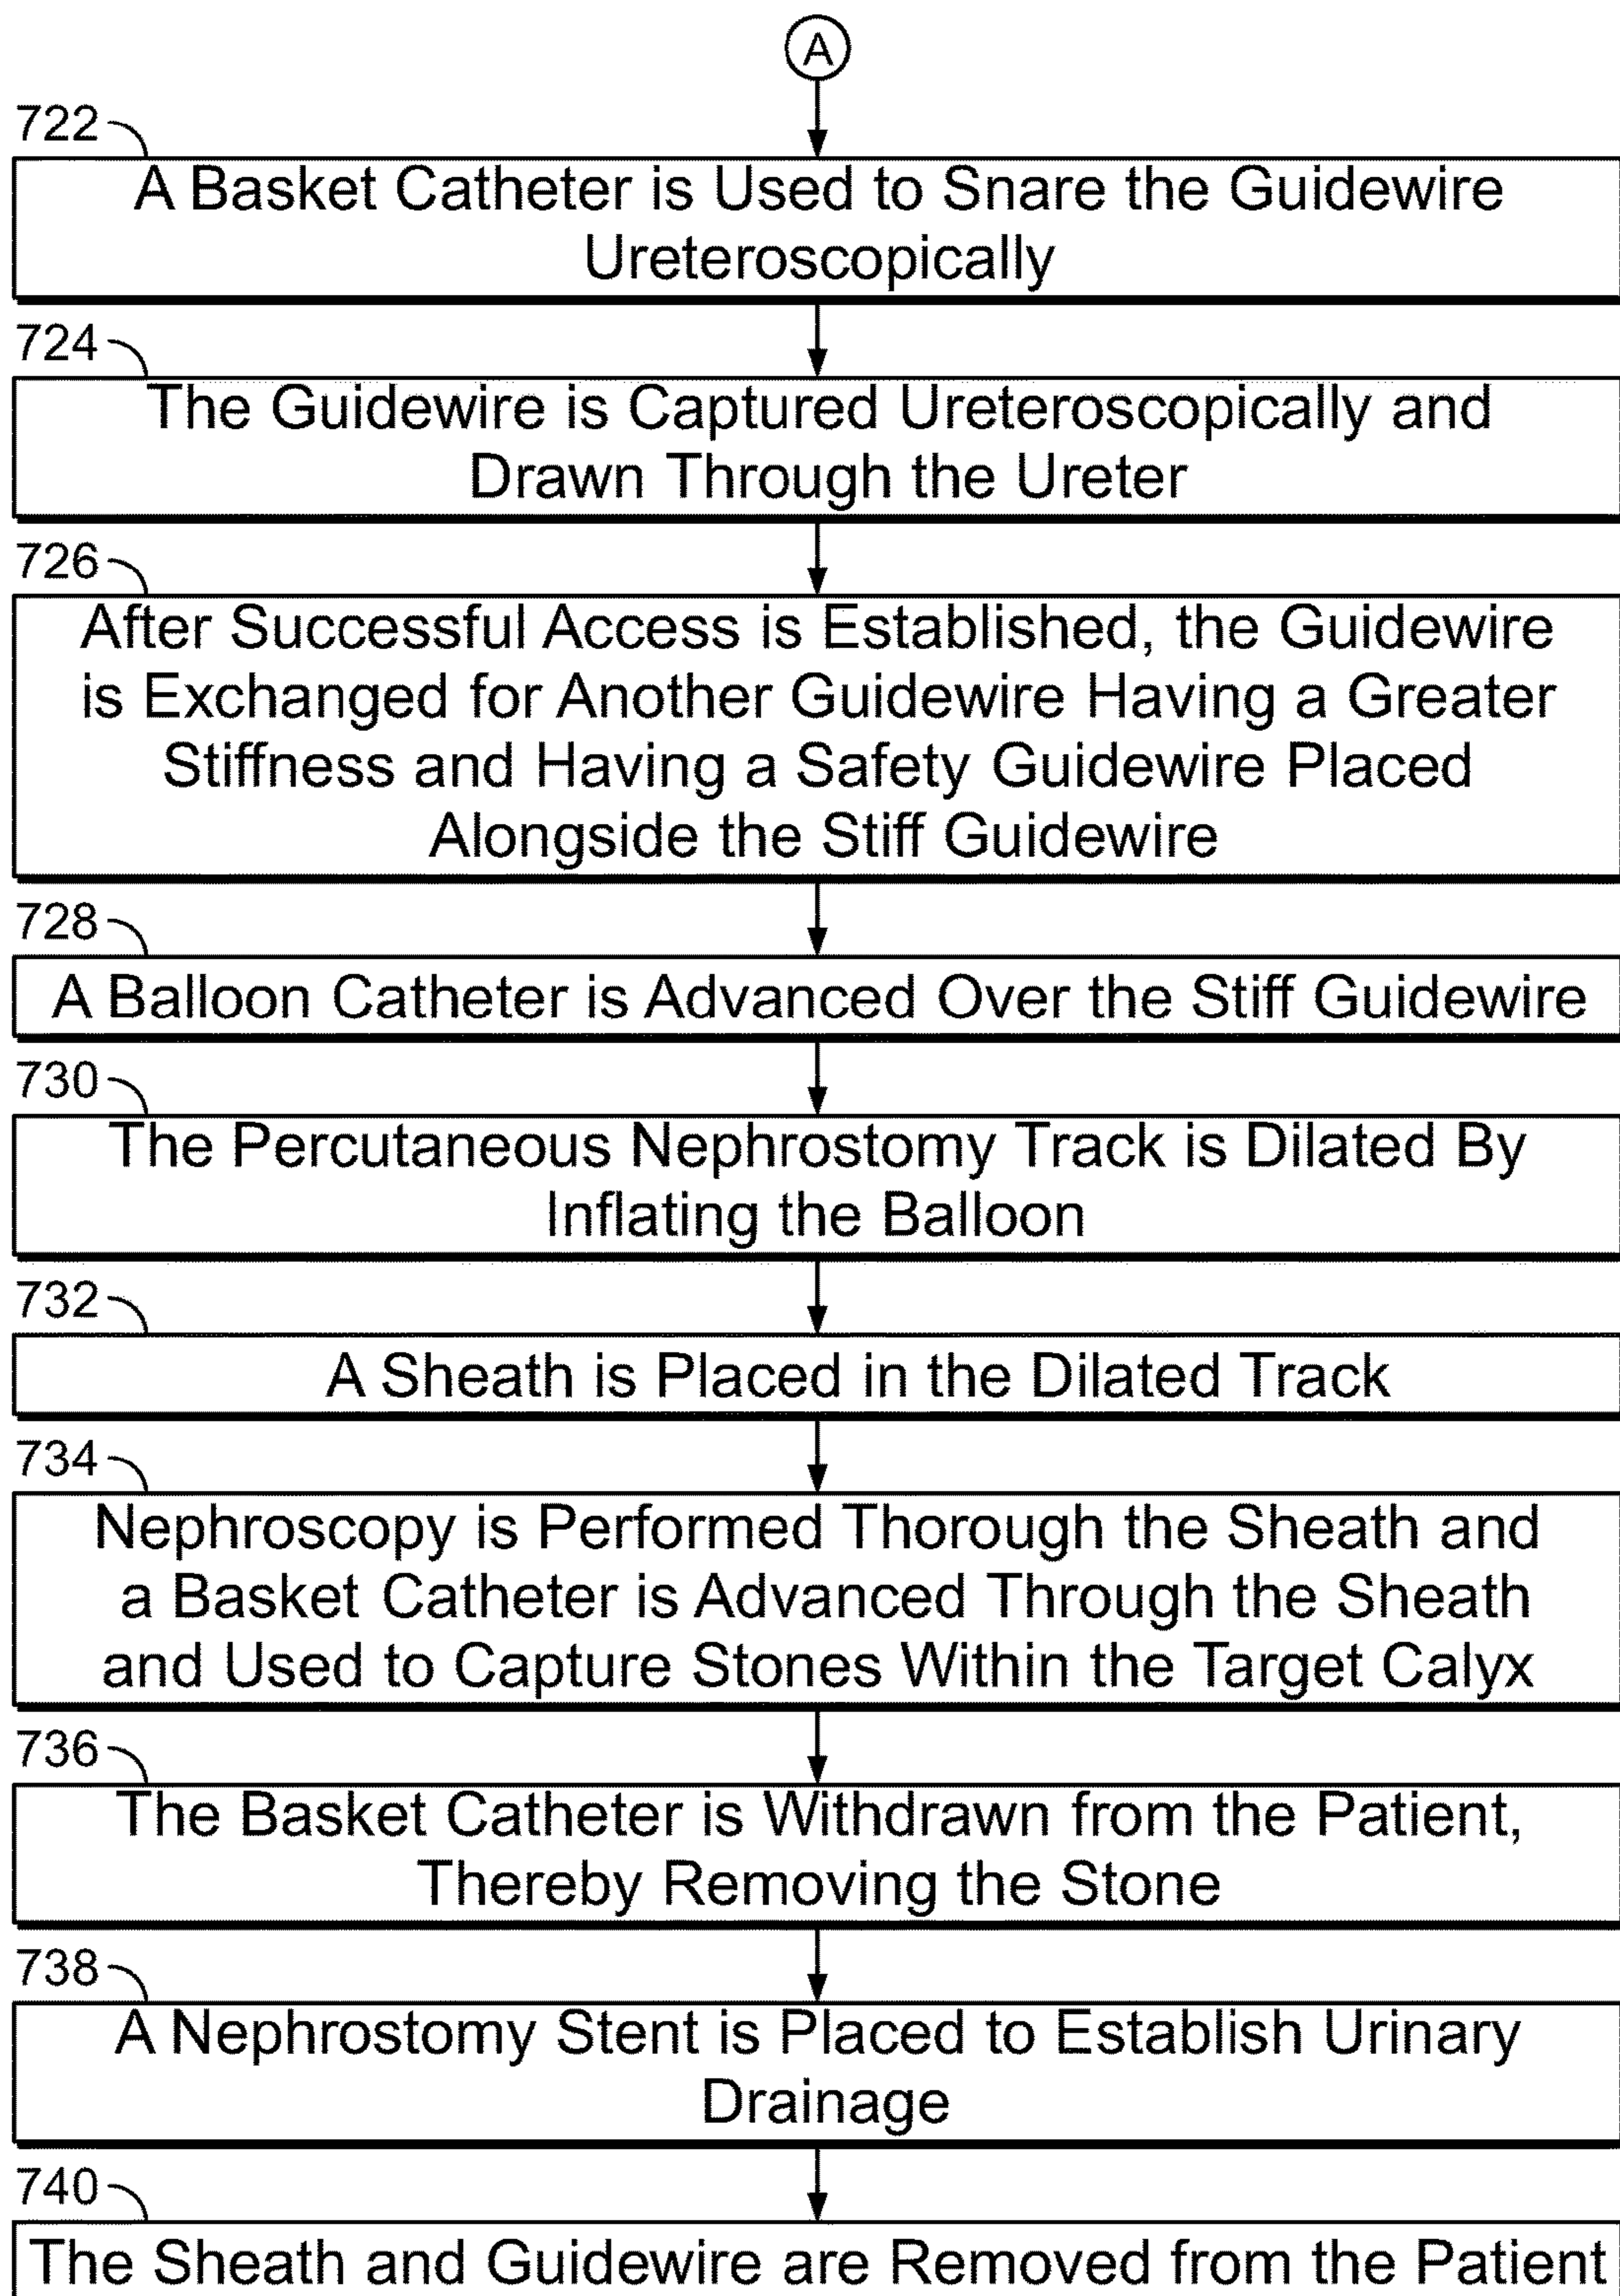 A
722
A Basket Catheter is Used to Snare the Guidewire
Ureteroscopically
724
The Guidewire is Captured Ureteroscopically and
Drawn Through the Ureter
726
After Successful Access is Established, the Guidewire
is Exchanged for Another Guidewire Having a Greater
Stiffness and Having a Safety Guidewire Placed
Alongside the Stiff Guidewire
728
A Balloon Catheter is Advanced Over the Stiff Guidewire
730
The Percutaneous Nephrostomy Track is Dilated By
Inflating the Balloon
732
A Sheath is Placed in the Dilated Track
734
Nephroscopy is Performed Thorough the Sheath and
a Basket Catheter is Advanced Through the Sheath
and Used to Capture Stones Within the Target Calyx
736
The Basket Catheter is Withdrawn from the Patient,
Thereby Removing the Stone
738
A Nephrostomy Stent is Placed to Establish Urinary
Drainage
740
The Sheath and Guidewire are Removed from the Patient